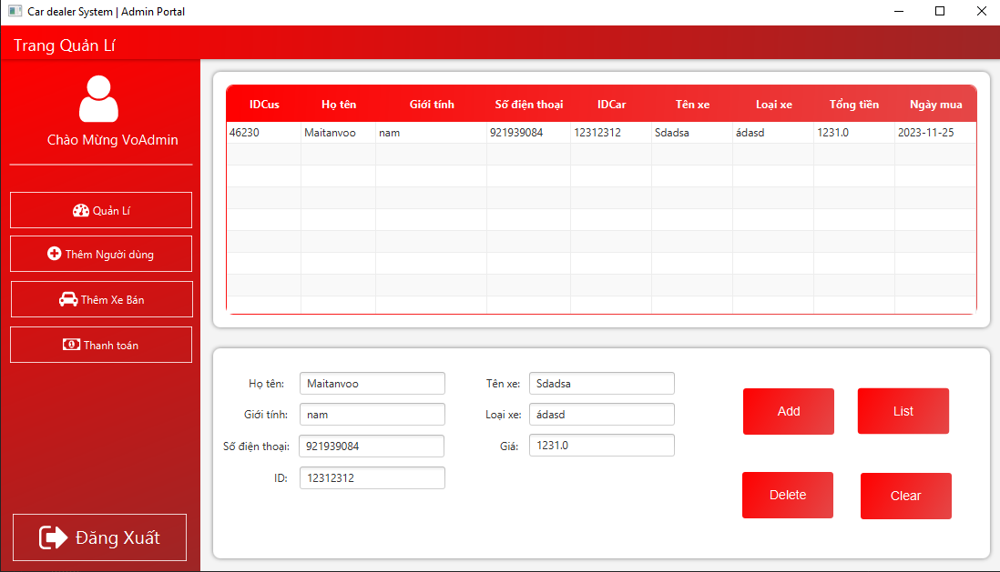 Car dealer System | Admin Portal
Trang Quản Lí
Chào Mừng VoAdmin
Quản Lí
Thêm Người dùng
Thêm Xe Bán
Thanh toán
Đăng Xuất
IDCus Họ tên Giới tính Số điện thoại IDCar Tên xe Loại xe Tổng tiền Ngày mua
46230 Maitanvoo nam 921939084 12312312 Sdadsa ádasd 1231.0 2023-11-25
Họ tên: Maitanvoo Tên xe: Sdadsa
Giới tính: nam Loại xe: ádasd
Số điện thoại: 921939084 Giá: 1231.0
ID: 12312312
Add List
Delete Clear